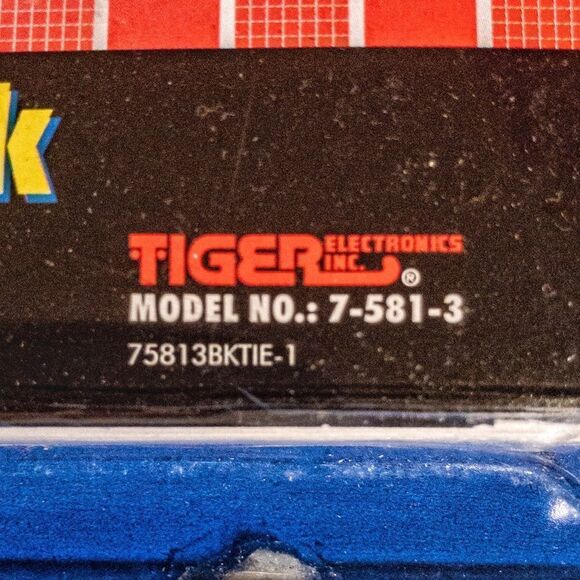 k
TIGER ELECTRONICS INC.®
MODEL NO.: 7-581-3
75813BKTIE-1